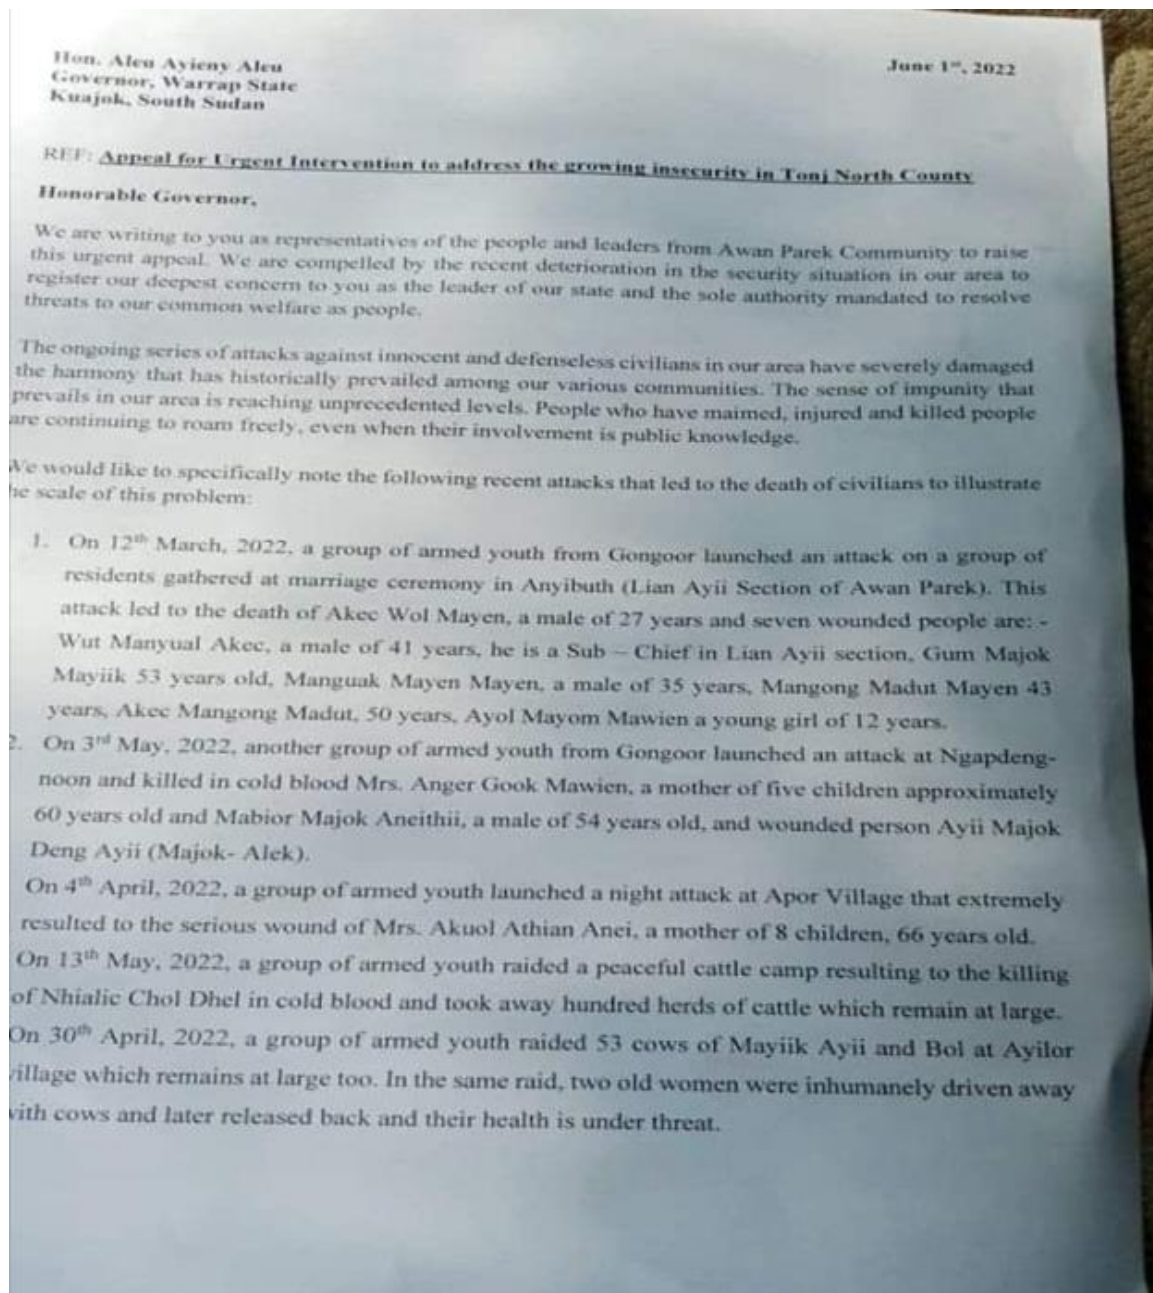 Hon. Aleu Ayieny Aleu
June 1st, 2022
Governor, Warrap State
Kuajok, South Sudan
REF: Appeal for Urgent Intervention to address the growing insecurity in Tonj North County
Honorable Governor,
We are writing to you as representatives of the people and leaders from Awan Parek Community to raise
this urgent appeal. We are compelled by the recent deterioration in the security situation in our area to
register our deepest concern to you as the leader of our state and the sole authority mandated to resolve
threats to our common welfare as people.
The ongoing series of attacks against innocent and defenseless civilians in our area have severely damaged
the harmony that has historically prevailed among our various communities. The sense of impunity that
prevails in our area is reaching unprecedented levels. People who have maimed, injured and killed people
are continuing to roam freely, even when their involvement is public knowledge.
We would like to specifically note the following recent attacks that led to the death of civilians to illustrate
he scale of this problem:
1. On 12th March, 2022, a group of armed youth from Gongoor launched an attack on a group of
residents gathered at marriage ceremony in Anyibuth (Lian Ayii Section of Awan Parek). This
attack led to the death of Akec Wol Mayen, a male of 27 years and seven wounded people are: -
Wut Manyual Akec, a male of 41 years, he is a Sub – Chief in Lian Ayii section, Gum Majok
Mayiik 53 years old, Manguak Mayen Mayen, a male of 35 years, Mangong Madut Mayen 43
years, Akec Mangong Madut, 50 years, Ayol Mayom Mawien a young girl of 12 years.
2. On 3rd May, 2022, another group of armed youth from Gongoor launched an attack at Ngapdeng-
noon and killed in cold blood Mrs. Anger Gook Mawien, a mother of five children approximately
60 years old and Mabior Majok Aneithii, a male of 54 years old, and wounded person Ayii Majok
Deng Ayii (Majok- Alek).
On 4th April, 2022, a group of armed youth launched a night attack at Apor Village that extremely
resulted to the serious wound of Mrs. Akuol Athian Anei, a mother of 8 children, 66 years old.
On 13th May, 2022, a group of armed youth raided a peaceful cattle camp resulting to the killing
of Nhialic Chol Dhel in cold blood and took away hundred herds of cattle which remain at large.
On 30th April, 2022, a group of armed youth raided 53 cows of Mayiik Ayii and Bol at Ayilor
village which remains at large too. In the same raid, two old women were inhumanely driven away
with cows and later released back and their health is under threat.